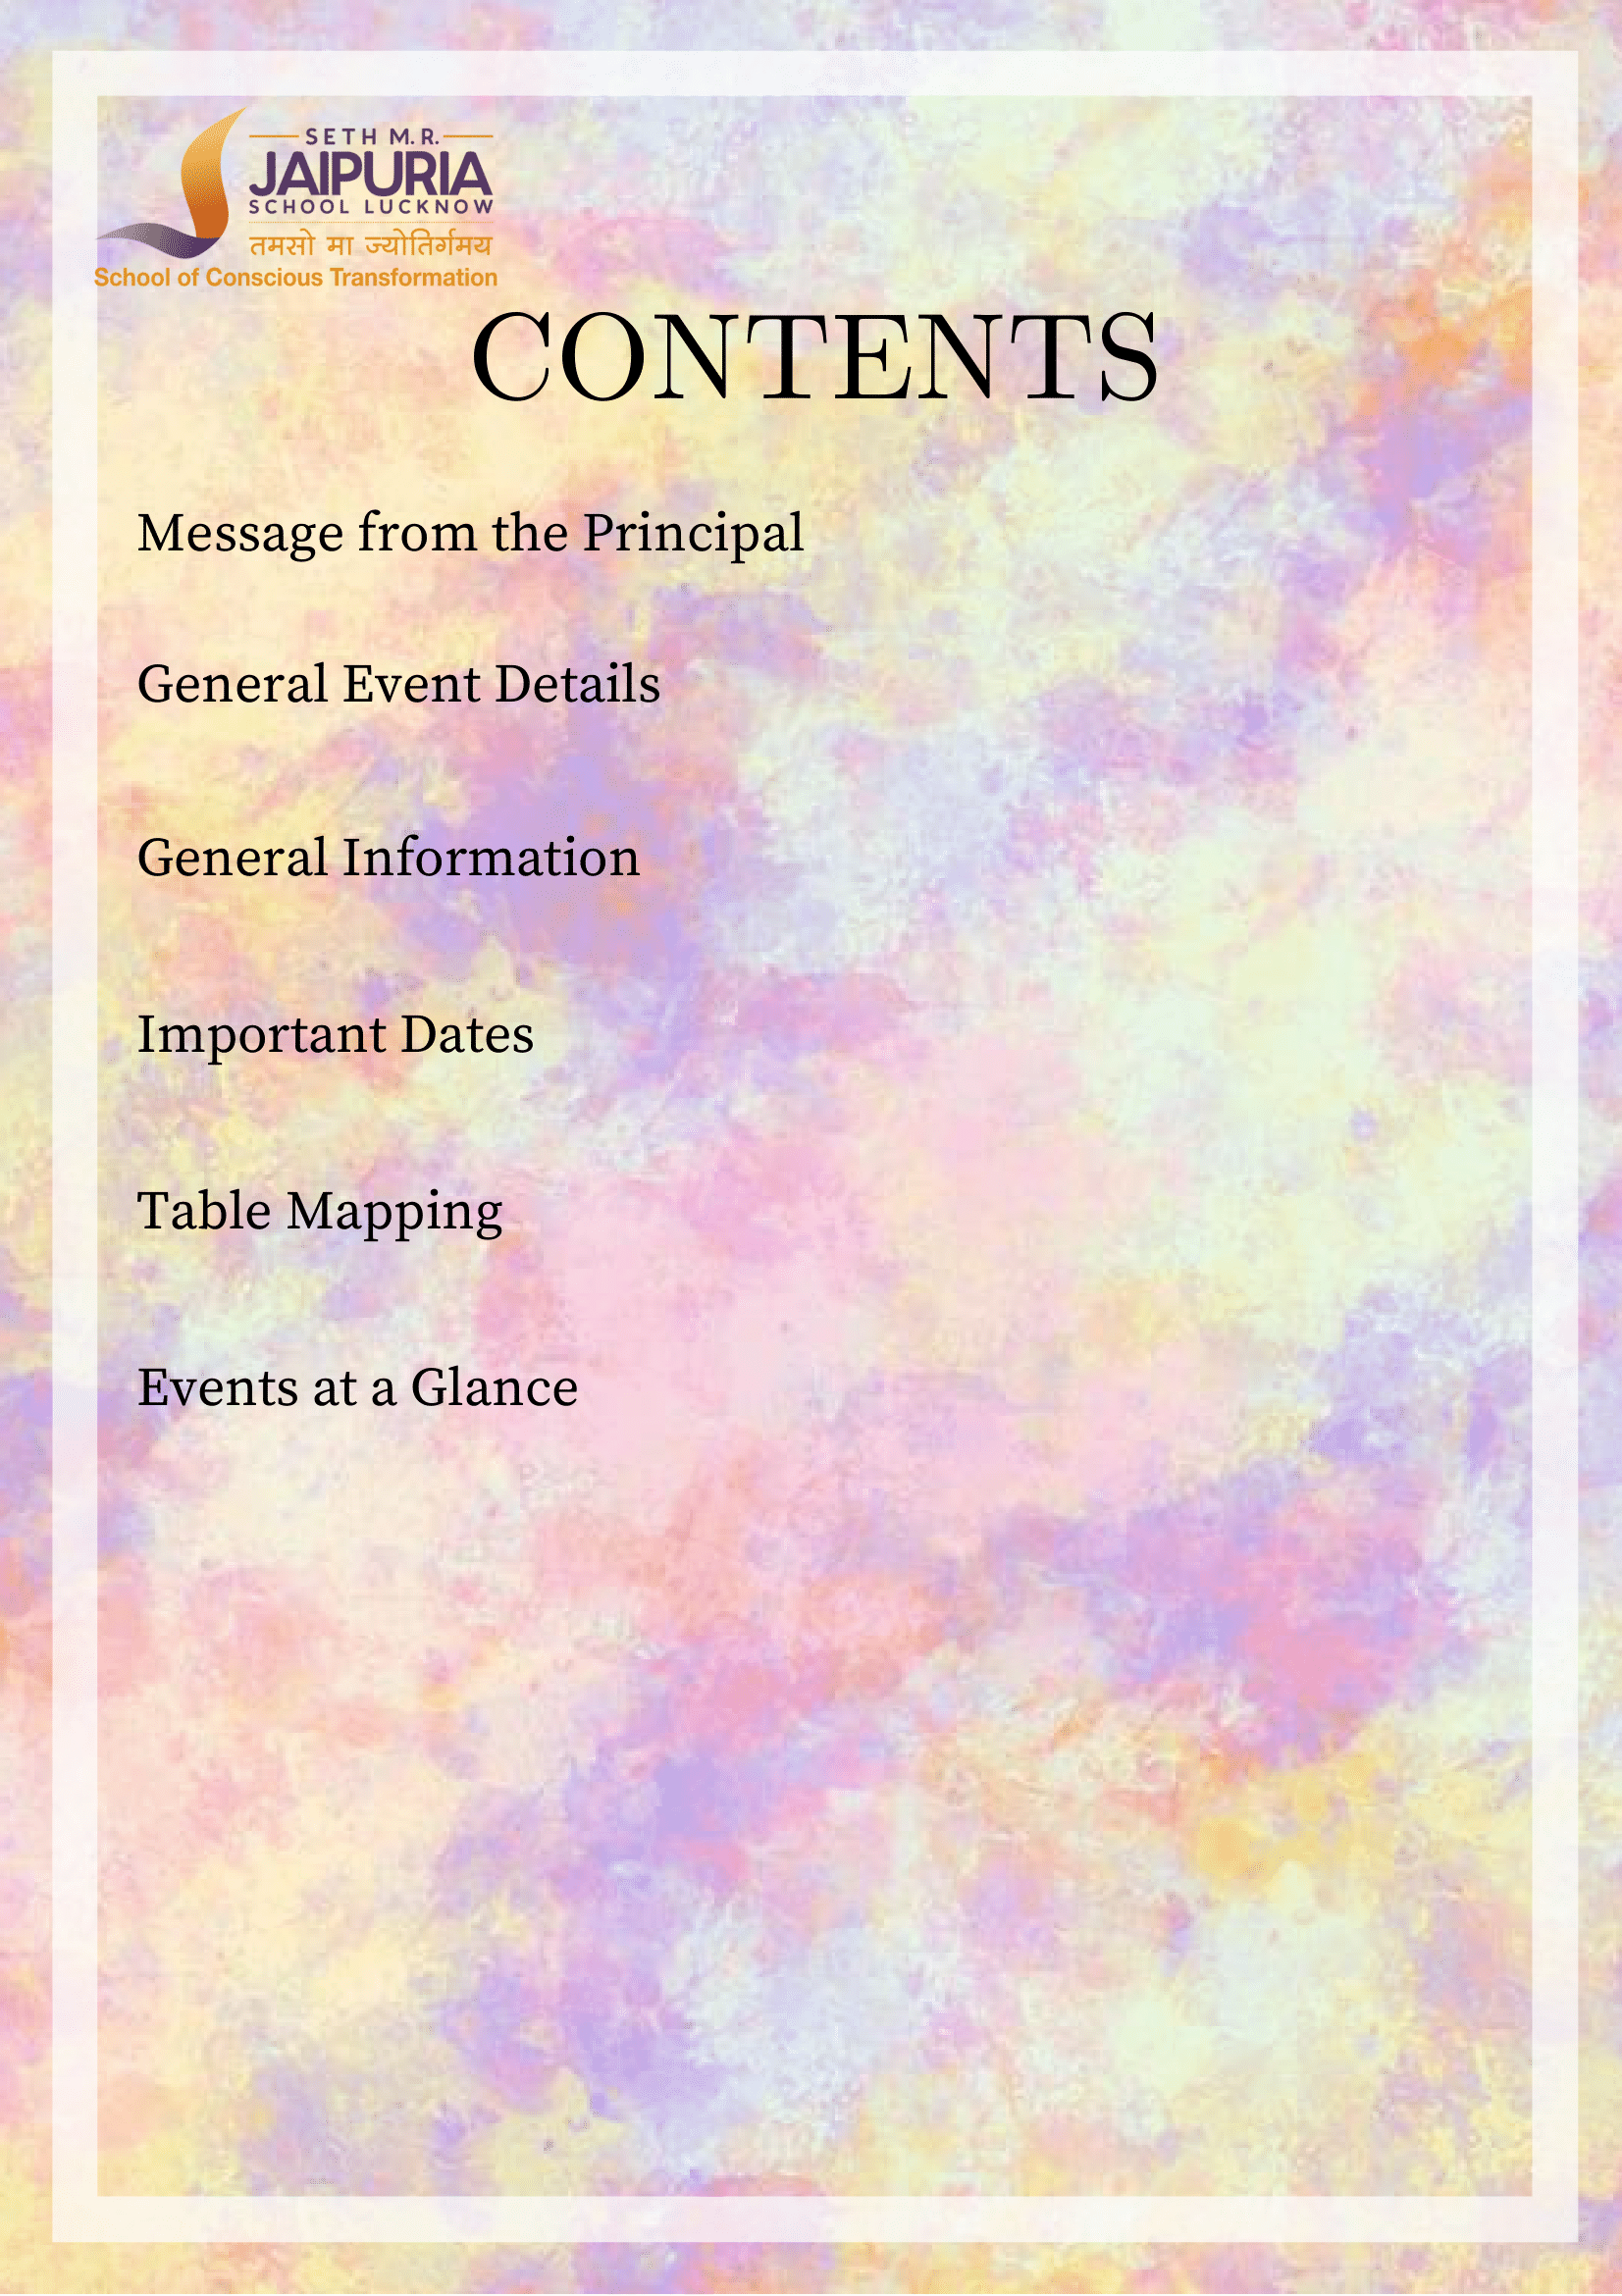 SETH M.R.
JAIPURIA
SCHOOL LUCKNOW
तमसो मा ज्योतिर्गमय
School of Conscious Transformation
CONTENTS
Message from the Principal
General Event Details
General Information
Important Dates
Table Mapping
Events at a Glance